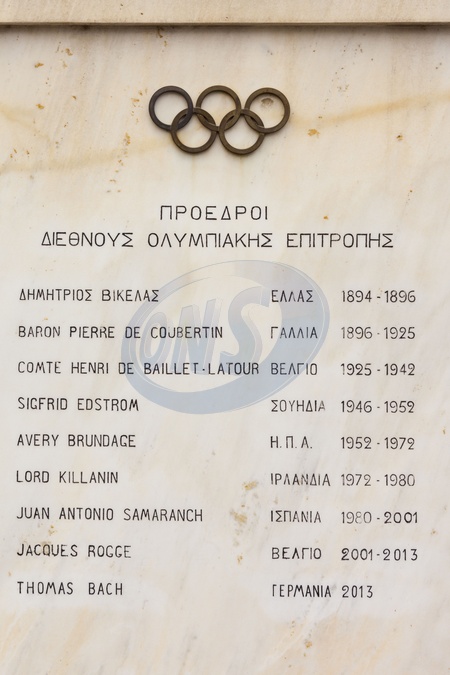 ΠΡΟΕΔΡΟΙ
ΔΙΕΘΝΟΥΣ ΟΛΥΜΠΙΑΚΗΣ ΕΠΙΤΡΟΠΗΣ
ΔΗΜΗΤΡΙΟΣ ΒΙΚΕΛΑΣ ΕΛΛΑΣ 1894-1896
BARON PIERRE DE COUBERTIN ΓΑΛΛΙΑ 1896-1925
COMTE HENRI DE BAILLET-LATOUR ΒΕΛΓΙΟ 1925-1942
SIGFRID EDSTROM ΣΟΥΗΔΙΑ 1946-1952
AVERY BRUNDAGE Η.Π.Α. 1952-1972
LORD KILLANIN ΙΡΛΑΝΔΙΑ 1972-1980
JUAN ANTONIO SAMARANCH ΙΣΠΑΝΙΑ 1980-2001
JACQUES ROGGE ΒΕΛΓΙΟ 2001-2013
THOMAS BACH ΓΕΡΜΑΝΙΑ 2013
ONS